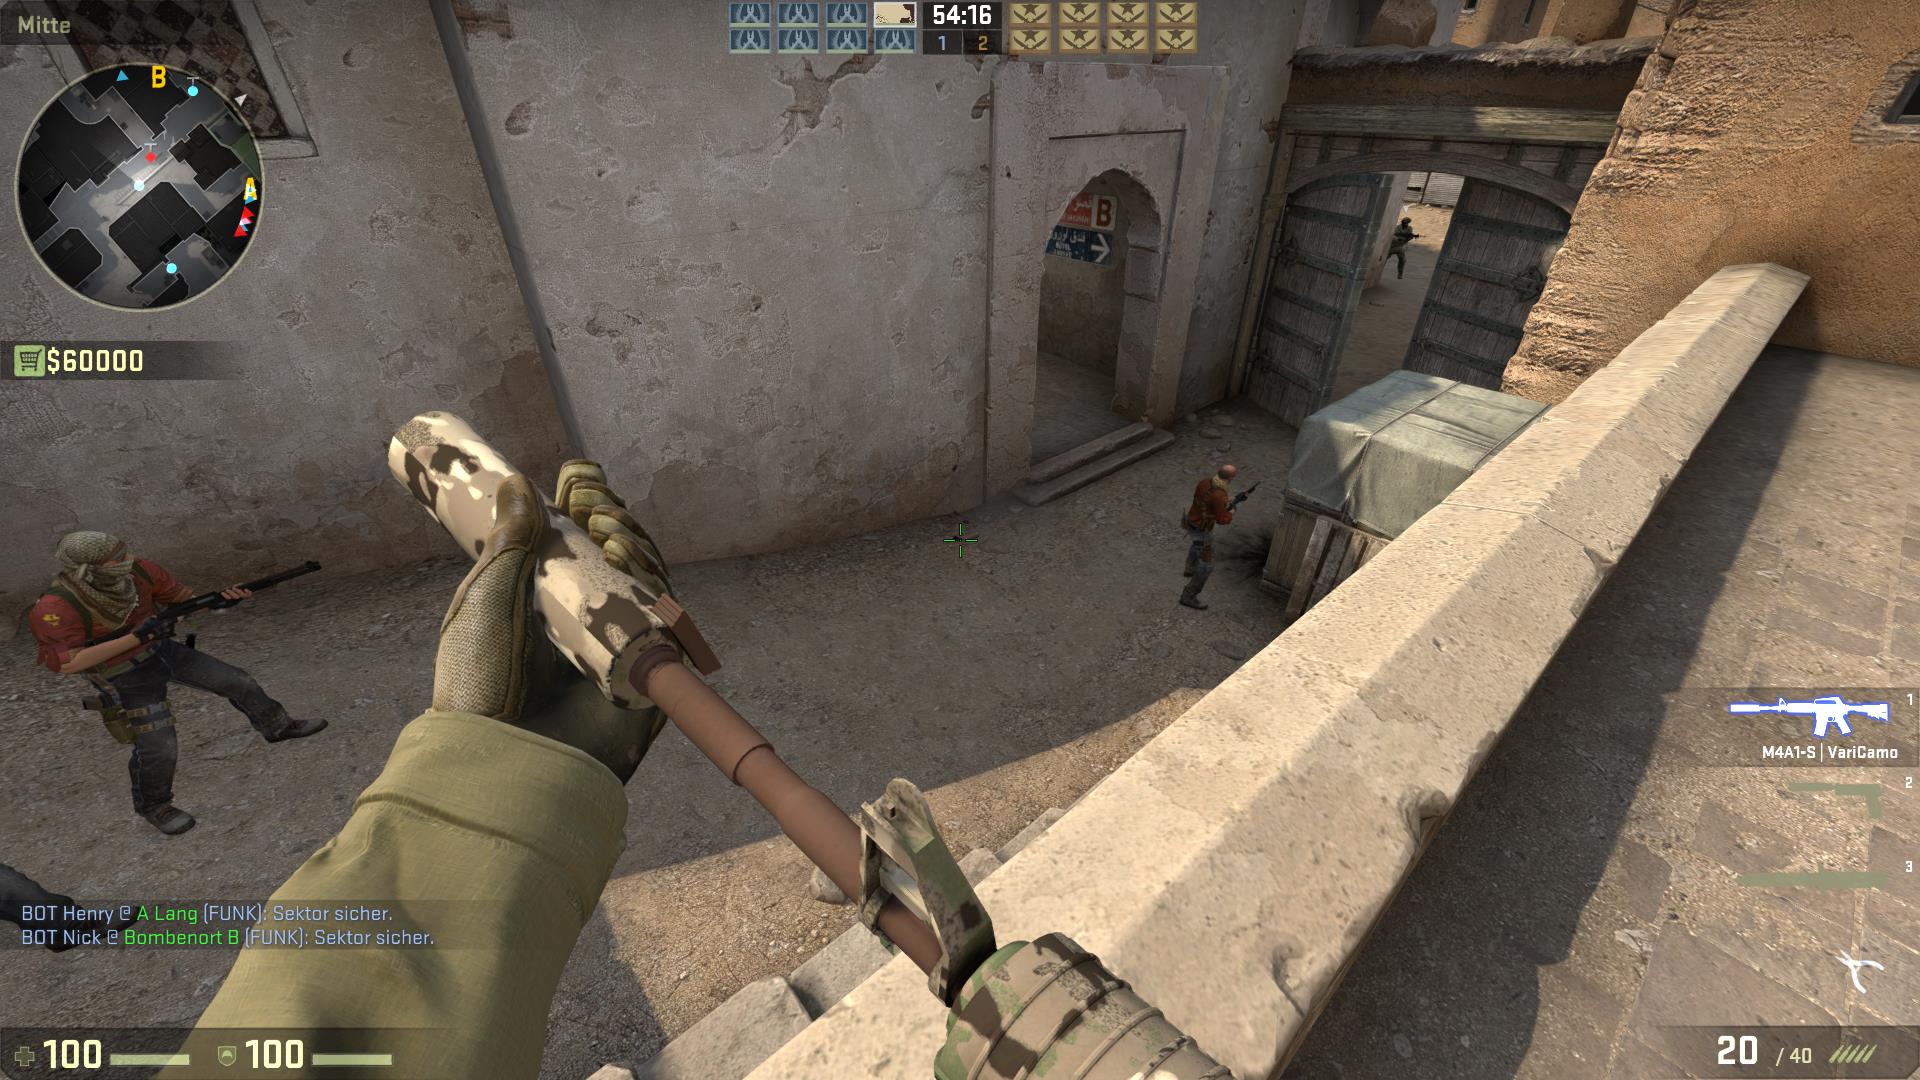 Mitte
54:16
1 2
B
A
$60000
B
1
M4A1-S | VariCamo
2
3
BOT Henry @ A Lang (FUNK): Sektor sicher.
BOT Nick @ Bombenort B (FUNK): Sektor sicher.
100 100
20 / 40